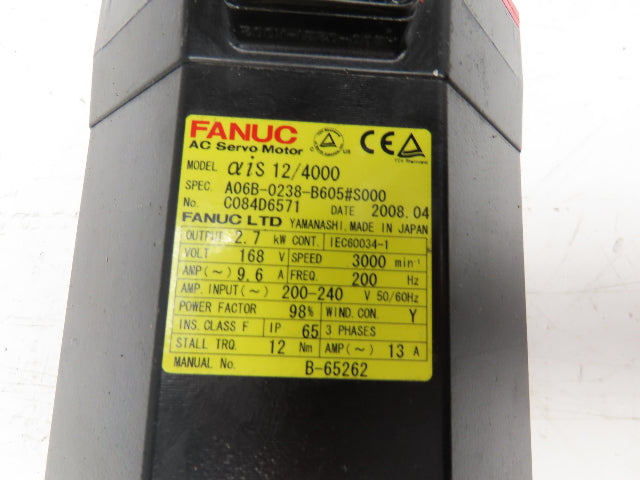 FANUC
AC Servo Motor
CE
MODEL αiS 12/4000
SPEC. A06B-0238-B605#S000
No. C084D6571 DATE 2008.04
FANUC LTD YAMANASHI, MADE IN JAPAN
OUTPUT 2.7 kW CONT. IEC60034-1
VOLT 168 V SPEED 3000 min-1
AMP(~) 9.6 A FREQ. 200 Hz
AMP. INPUT(~) 200-240 V 50/60Hz
POWER FACTOR 98% WIND. CON. Y
INS. CLASS F IP 65 3 PHASES
STALL TRQ. 12 Nm AMP(~) 13 A
MANUAL No. B-65262